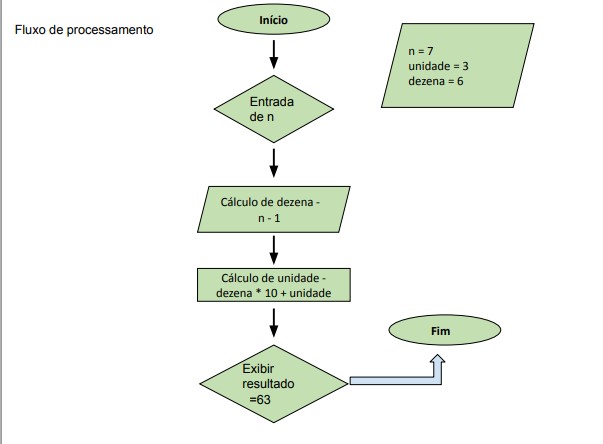 Fluxo de processamento
Início
n = 7
unidade = 3
dezena = 6
Entrada
de n
Cálculo de dezena -
n - 1
Cálculo de unidade -
dezena * 10 + unidade
Fim
Exibir
resultado
=63